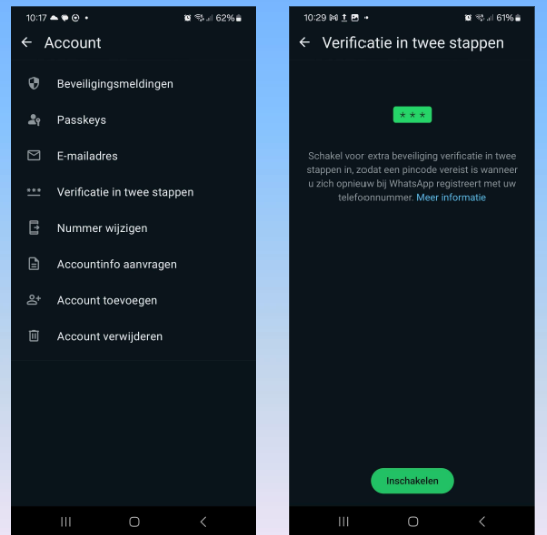 10:17
62%
Account
Beveiligingsmeldingen
Passkeys
E-mailadres
Verificatie in twee stappen
Nummer wijzigen
Accountinfo aanvragen
Account toevoegen
Account verwijderen
10:29
61%
Verificatie in twee stappen
***
Schakel voor extra beveiliging verificatie in twee
stappen in, zodat een pincode vereist is wanneer
u zich opnieuw bij WhatsApp registreert met uw
telefoonnummer. Meer informatie
Inschakelen